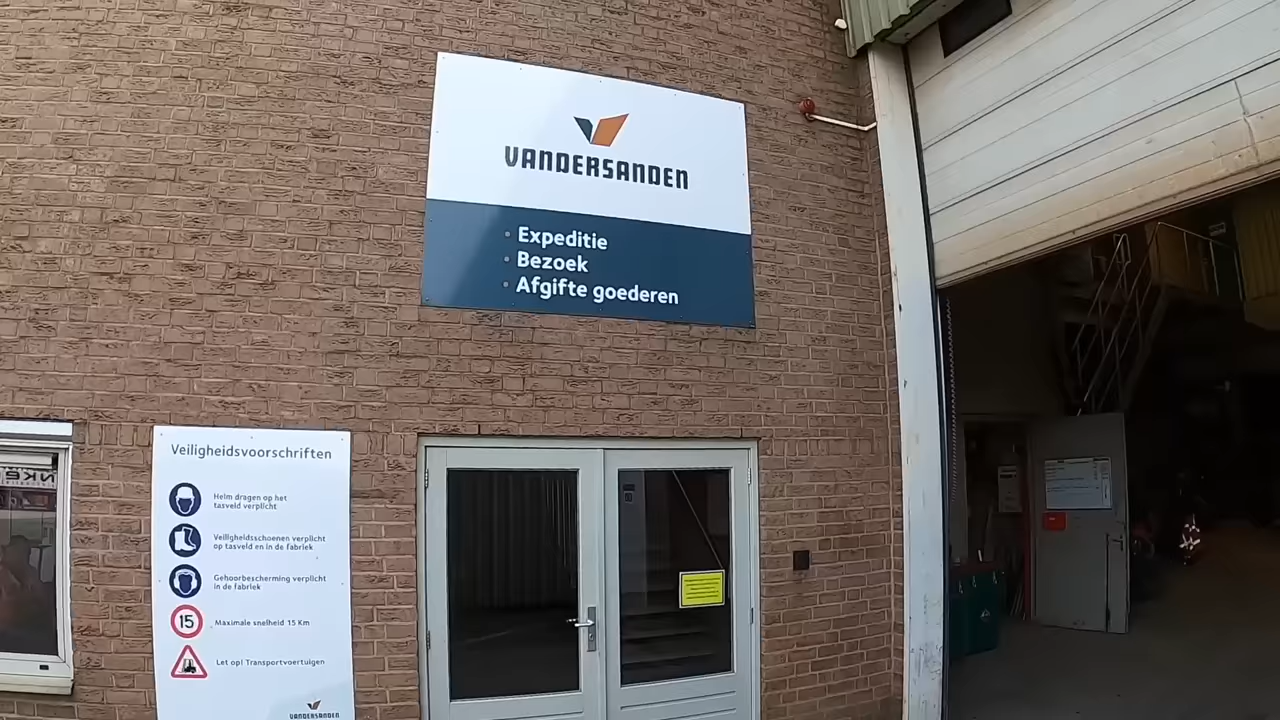 VANDERSANDEN
• Expeditie
• Bezoek
• Afgifte goederen
Veiligheidsvoorschriften
Helm dragen op het
tasveld verplicht
Veiligheidsschoenen verplicht
op tasveld en in de fabriek
Gehoorbescherming verplicht
in de fabriek
15
Maximale snelheid 15 Km
Let op! Transportvoertuigen
VANDERSANDEN